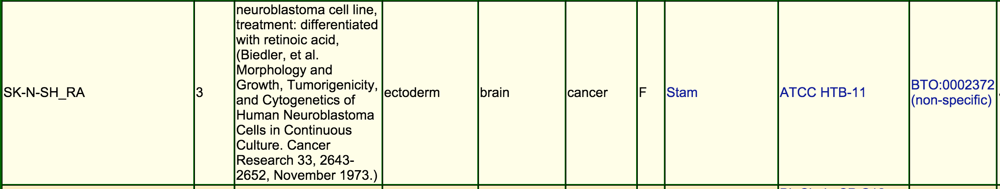 SK-N-SH_RA
3
neuroblastoma cell line,
treatment: differentiated
with retinoic acid,
(Biedler, et al.
Morphology and
Growth, Tumorigenicity,
and Cytogenetics of
Human Neuroblastoma
Cells in Continuous
Culture. Cancer
Research 33, 2643-
2652, November 1973.)
ectoderm
brain
cancer
F
Stam
ATCC HTB-11
BTO:0002372
(non-specific)